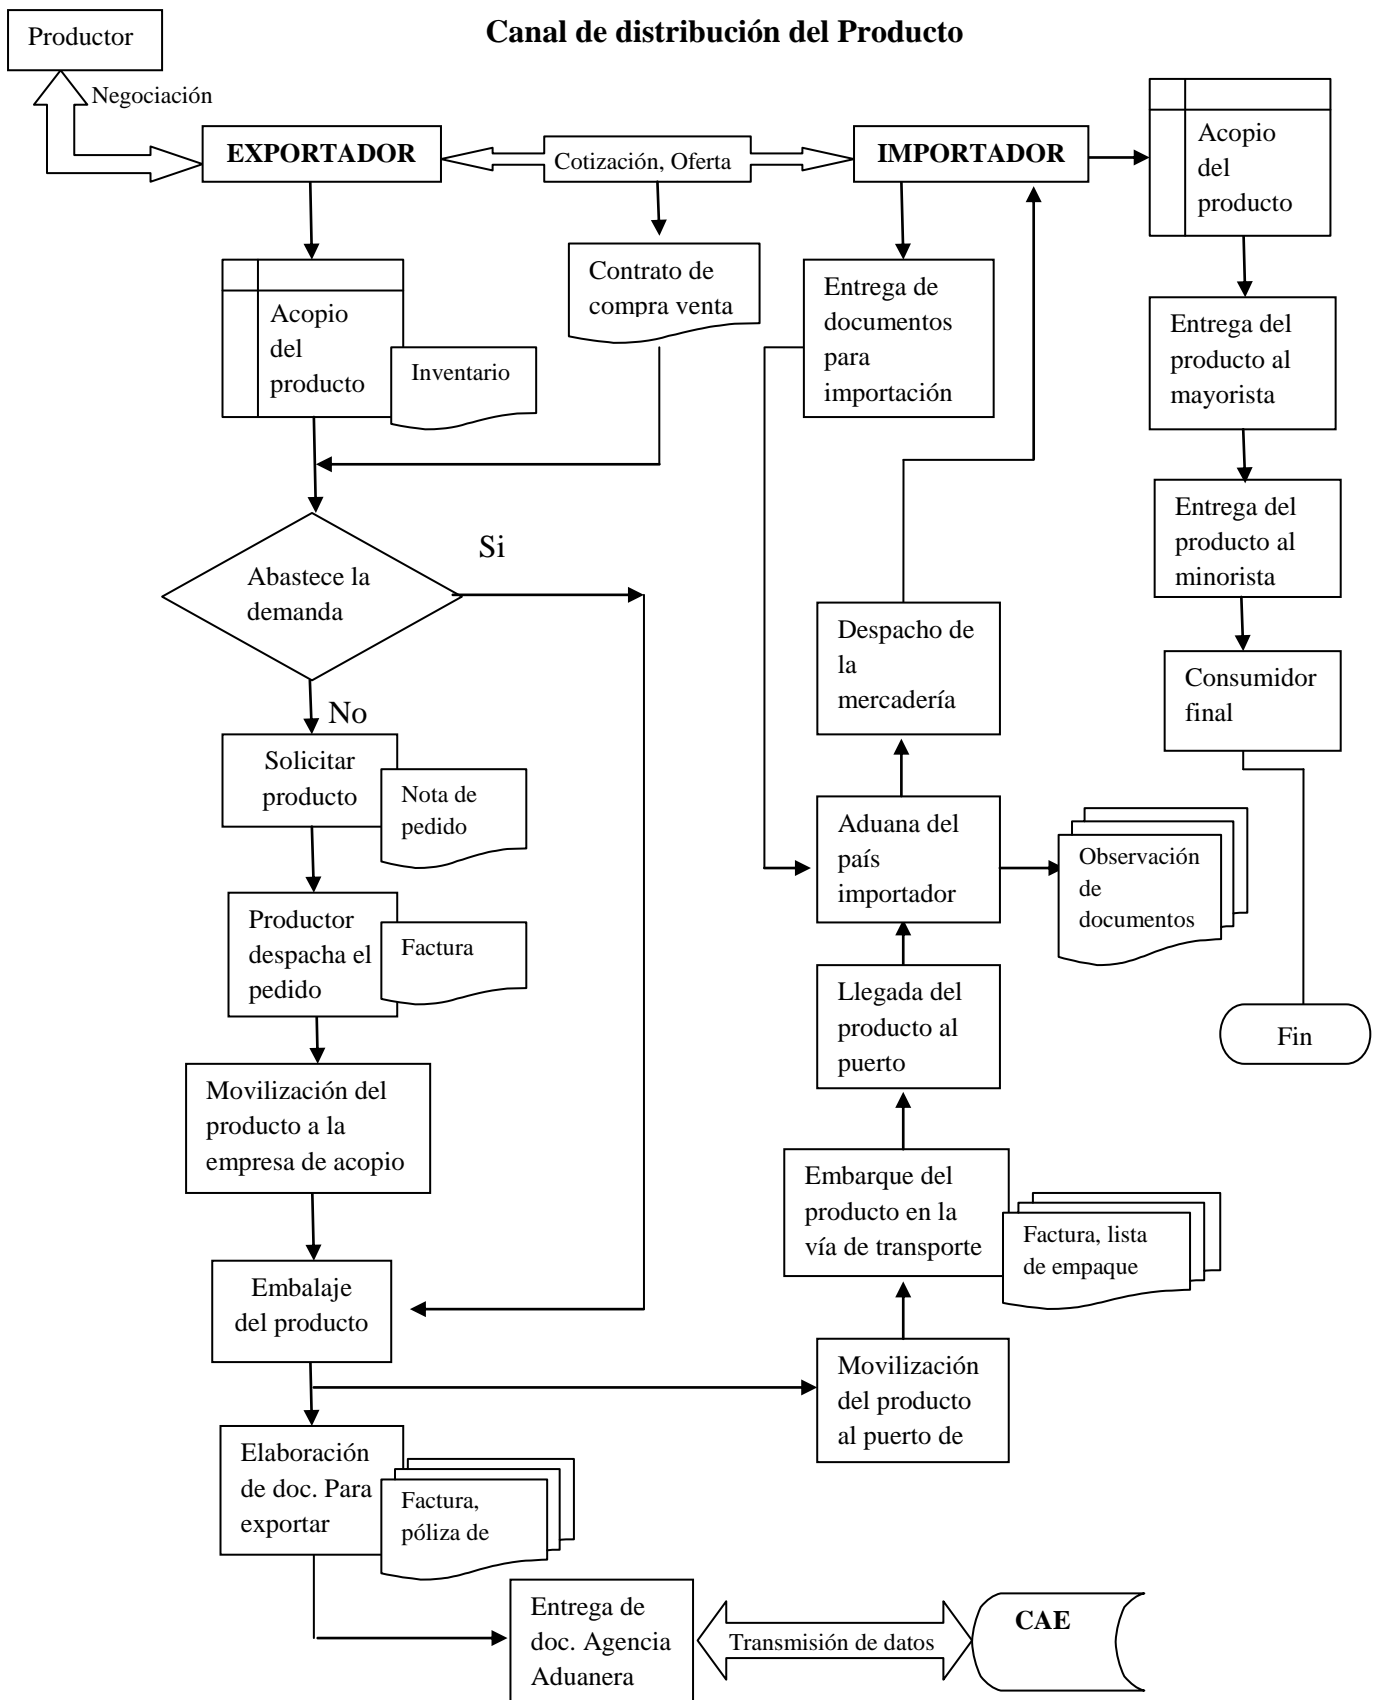 Canal de distribución del Producto
Productor
Negociación
EXPORTADOR
Cotización, Oferta
IMPORTADOR
Acopio
del
producto
Contrato de
compra venta
Entrega de
documentos
para
importación
Acopio
del
producto
Inventario
Entrega del
producto al
mayorista
Entrega del
producto al
minorista
Si
Abastece la
demanda
No
Despacho de
la
mercadería
Consumidor
final
Solicitar
producto
Nota de
pedido
Aduana del
país
importador
Observación
de
documentos
Productor
despacha el
pedido
Factura
Llegada del
producto al
puerto
Fin
Movilización del
producto a la
empresa de acopio
Embarque del
producto en la
vía de transporte
Factura, lista
de empaque
Embalaje
del producto
Movilización
del producto
al puerto de
Elaboración
de doc. Para
exportar
Factura,
póliza de
Entrega de
doc. Agencia
Aduanera
Transmisión de datos
CAE